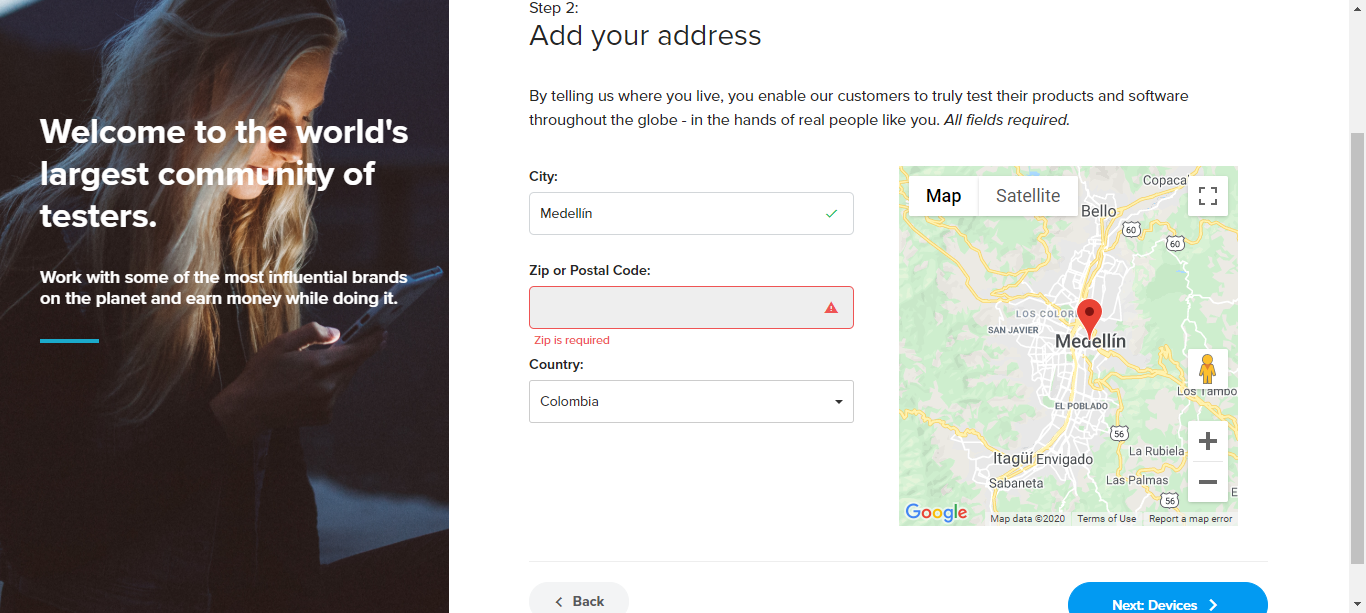 Step 2:
Add your address
Welcome to the world's
largest community of
testers.
Work with some of the most influential brands
on the planet and earn money while doing it.
By telling us where you live, you enable our customers to truly test their products and software
throughout the globe - in the hands of real people like you. All fields required.
City:
Medellín
Zip or Postal Code:
Zip is required
Country:
Colombia
Map
Satellite
Copaca
Bello
60
60
LOS COLORI
SAN JAVIER
Medellín
Los Tambo
EL POBLADO
56
La Rubiela
Itagüí
Envigado
Sabaneta
Las Palmas
56
E
Google
Map data ©2020
Terms of Use
Report a map error
Back
Next: Devices